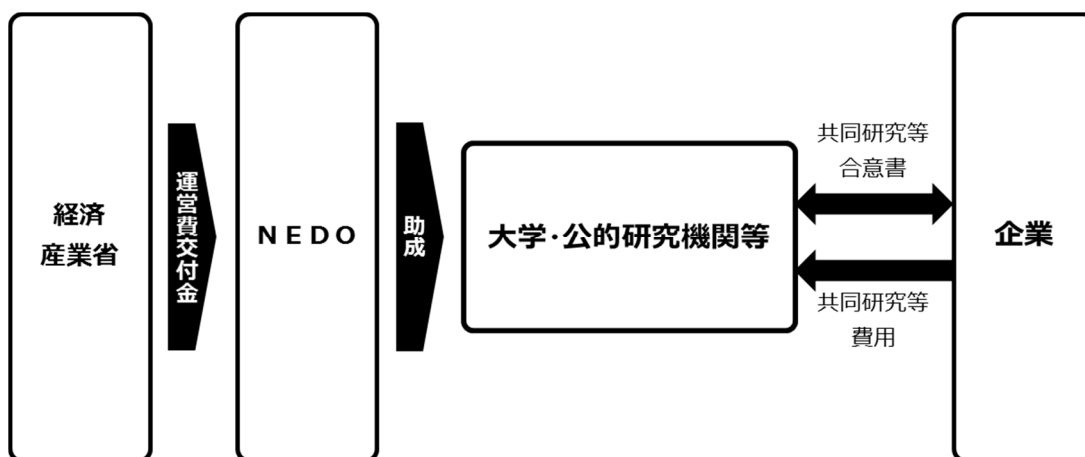 経済
産業省
運営費交付金
NEDO
助成
大学・公的研究機関等
共同研究等
合意書
共同研究等
費用
企業